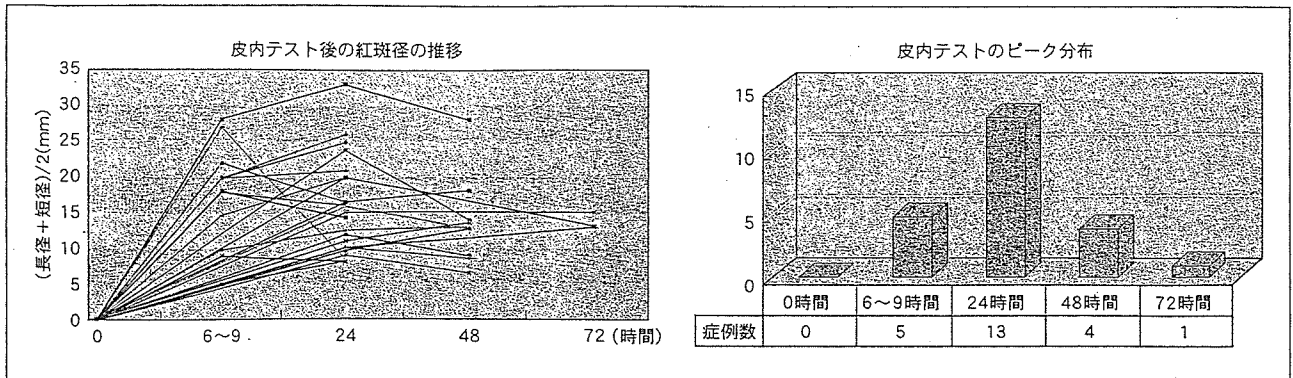 皮内テスト後の紅斑径の推移
(長径+短径)/2(mm)
35
30
25
20
15
10
5
0
0 6～9 24 48 72 (時間)
皮内テストのピーク分布
15
10
5
0
0時間 6～9時間 24時間 48時間 72時間
症例数 0 5 13 4 1